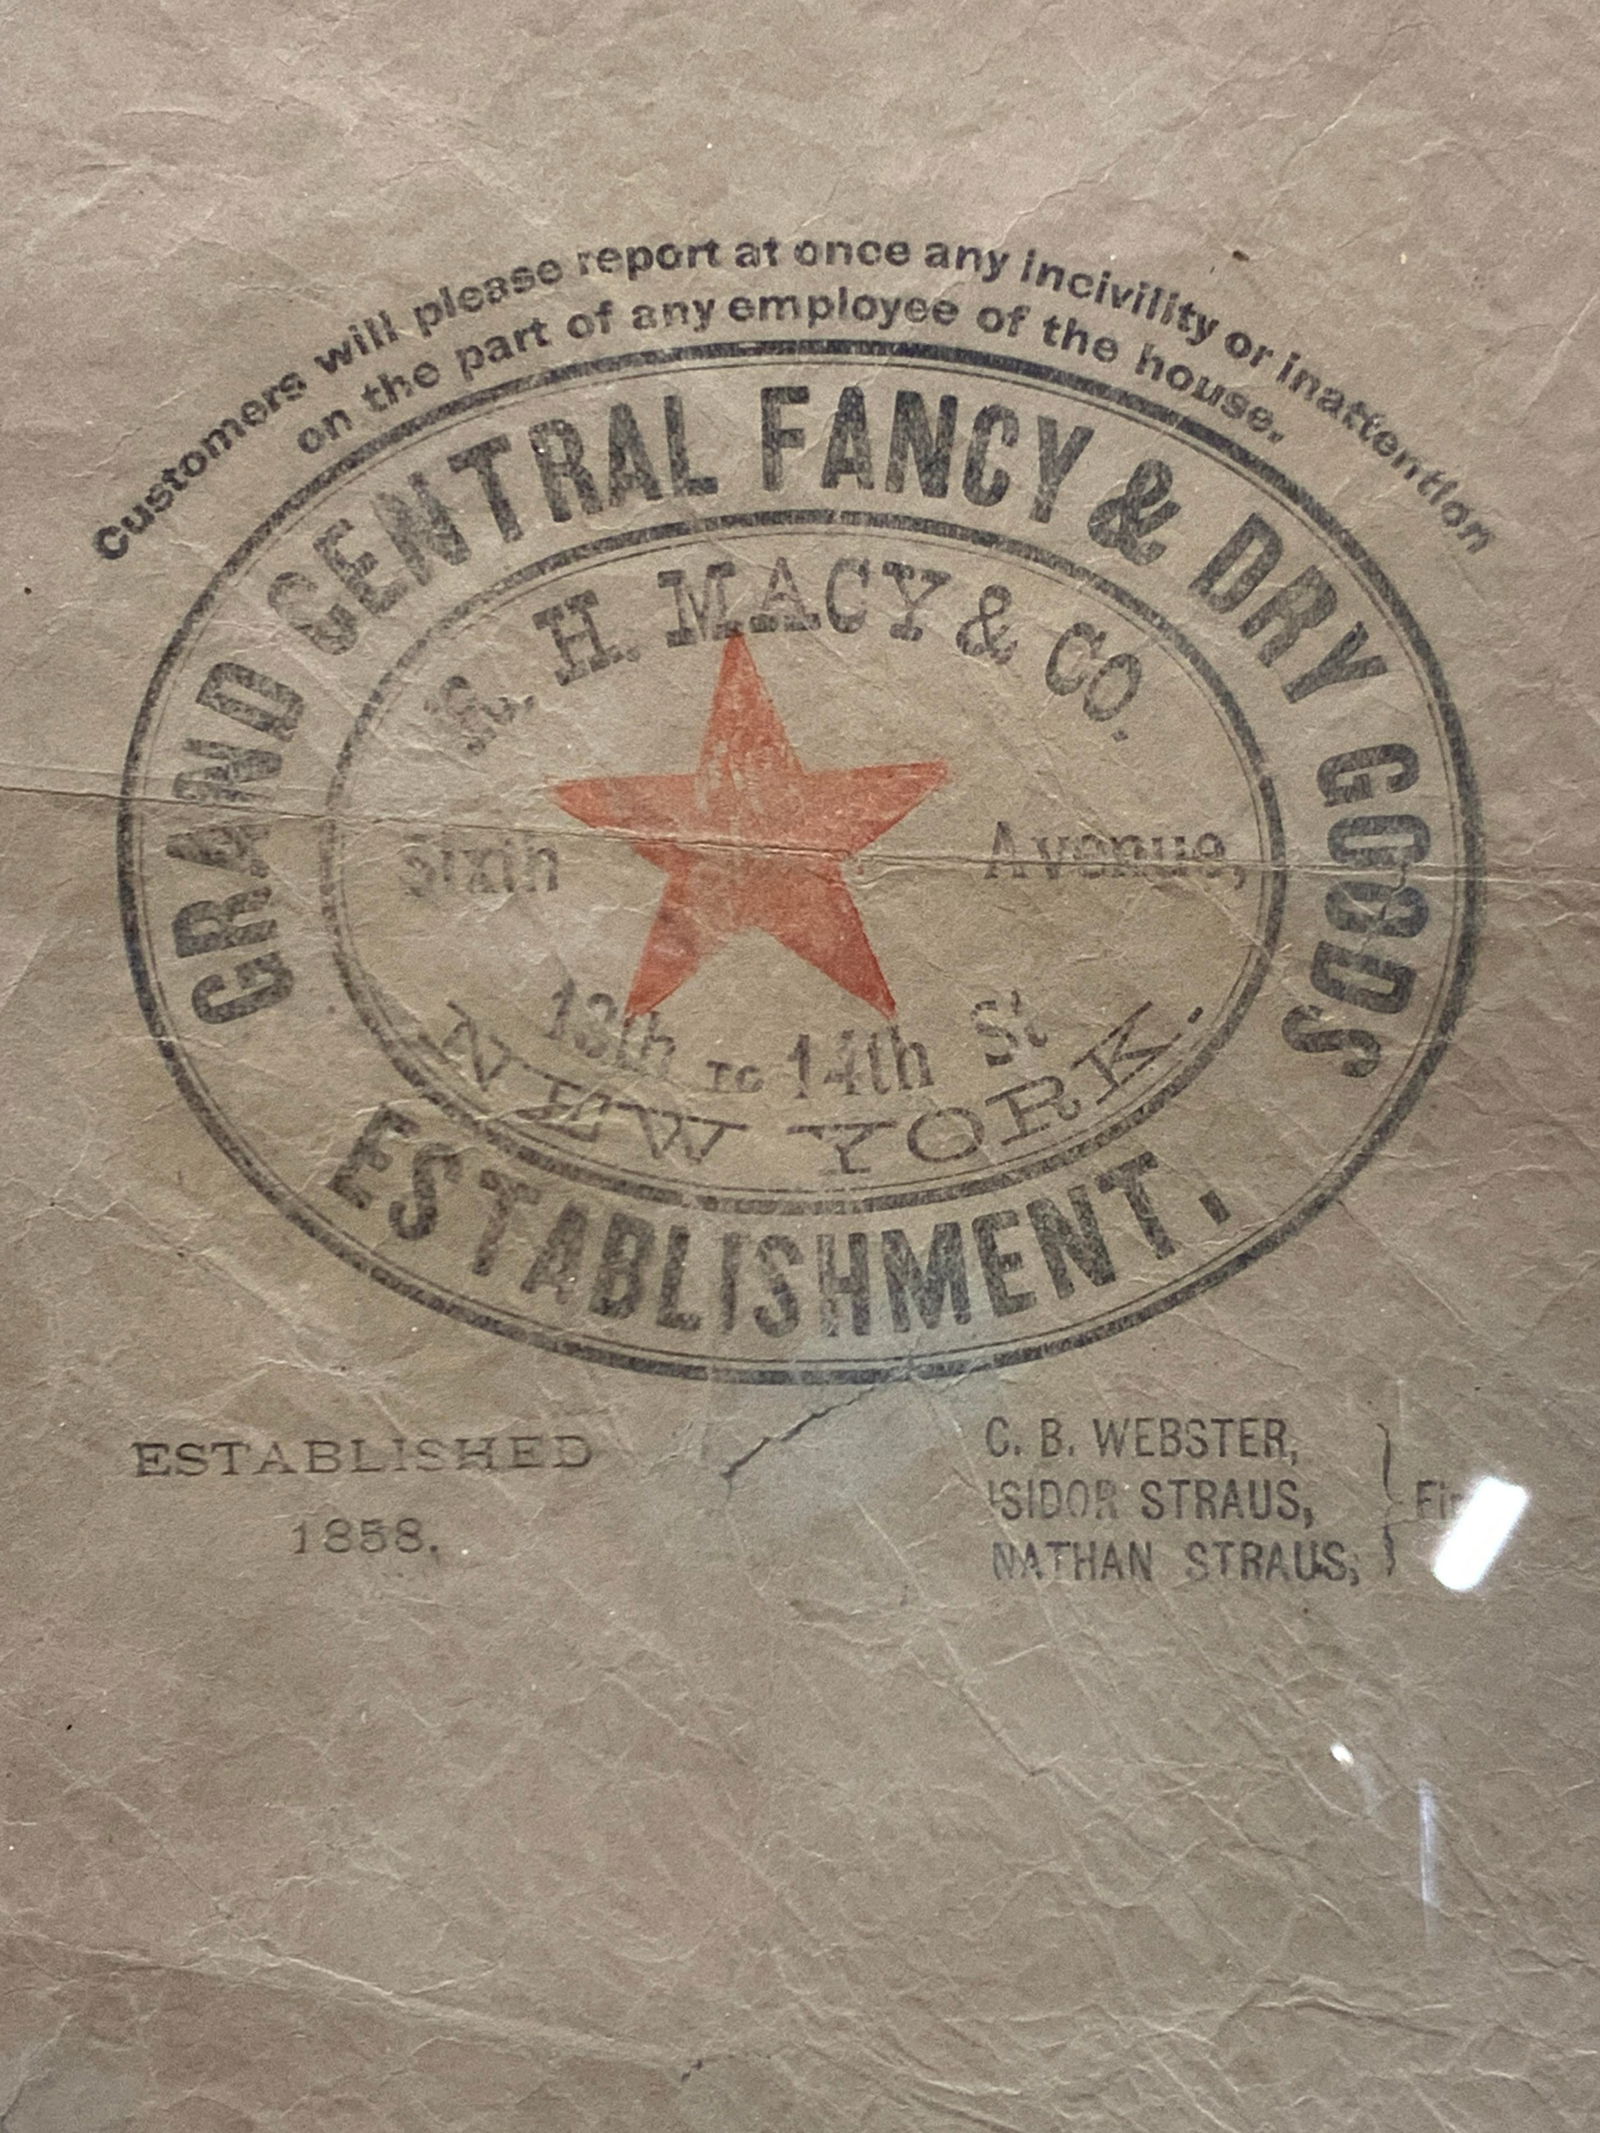 Customers will please report at once any incivility or inattention
on the part of any employee of the house.
GRAND CENTRAL FANCY & DRY GOODS
R. H. MACY & CO.
Sixth Avenue,
13th TO 14th St
NEW YORK.
ESTABLISHMENT.
ESTABLISHED
1858.
C. B. WEBSTER,
ISIDOR STRAUS,
NATHAN STRAUS,